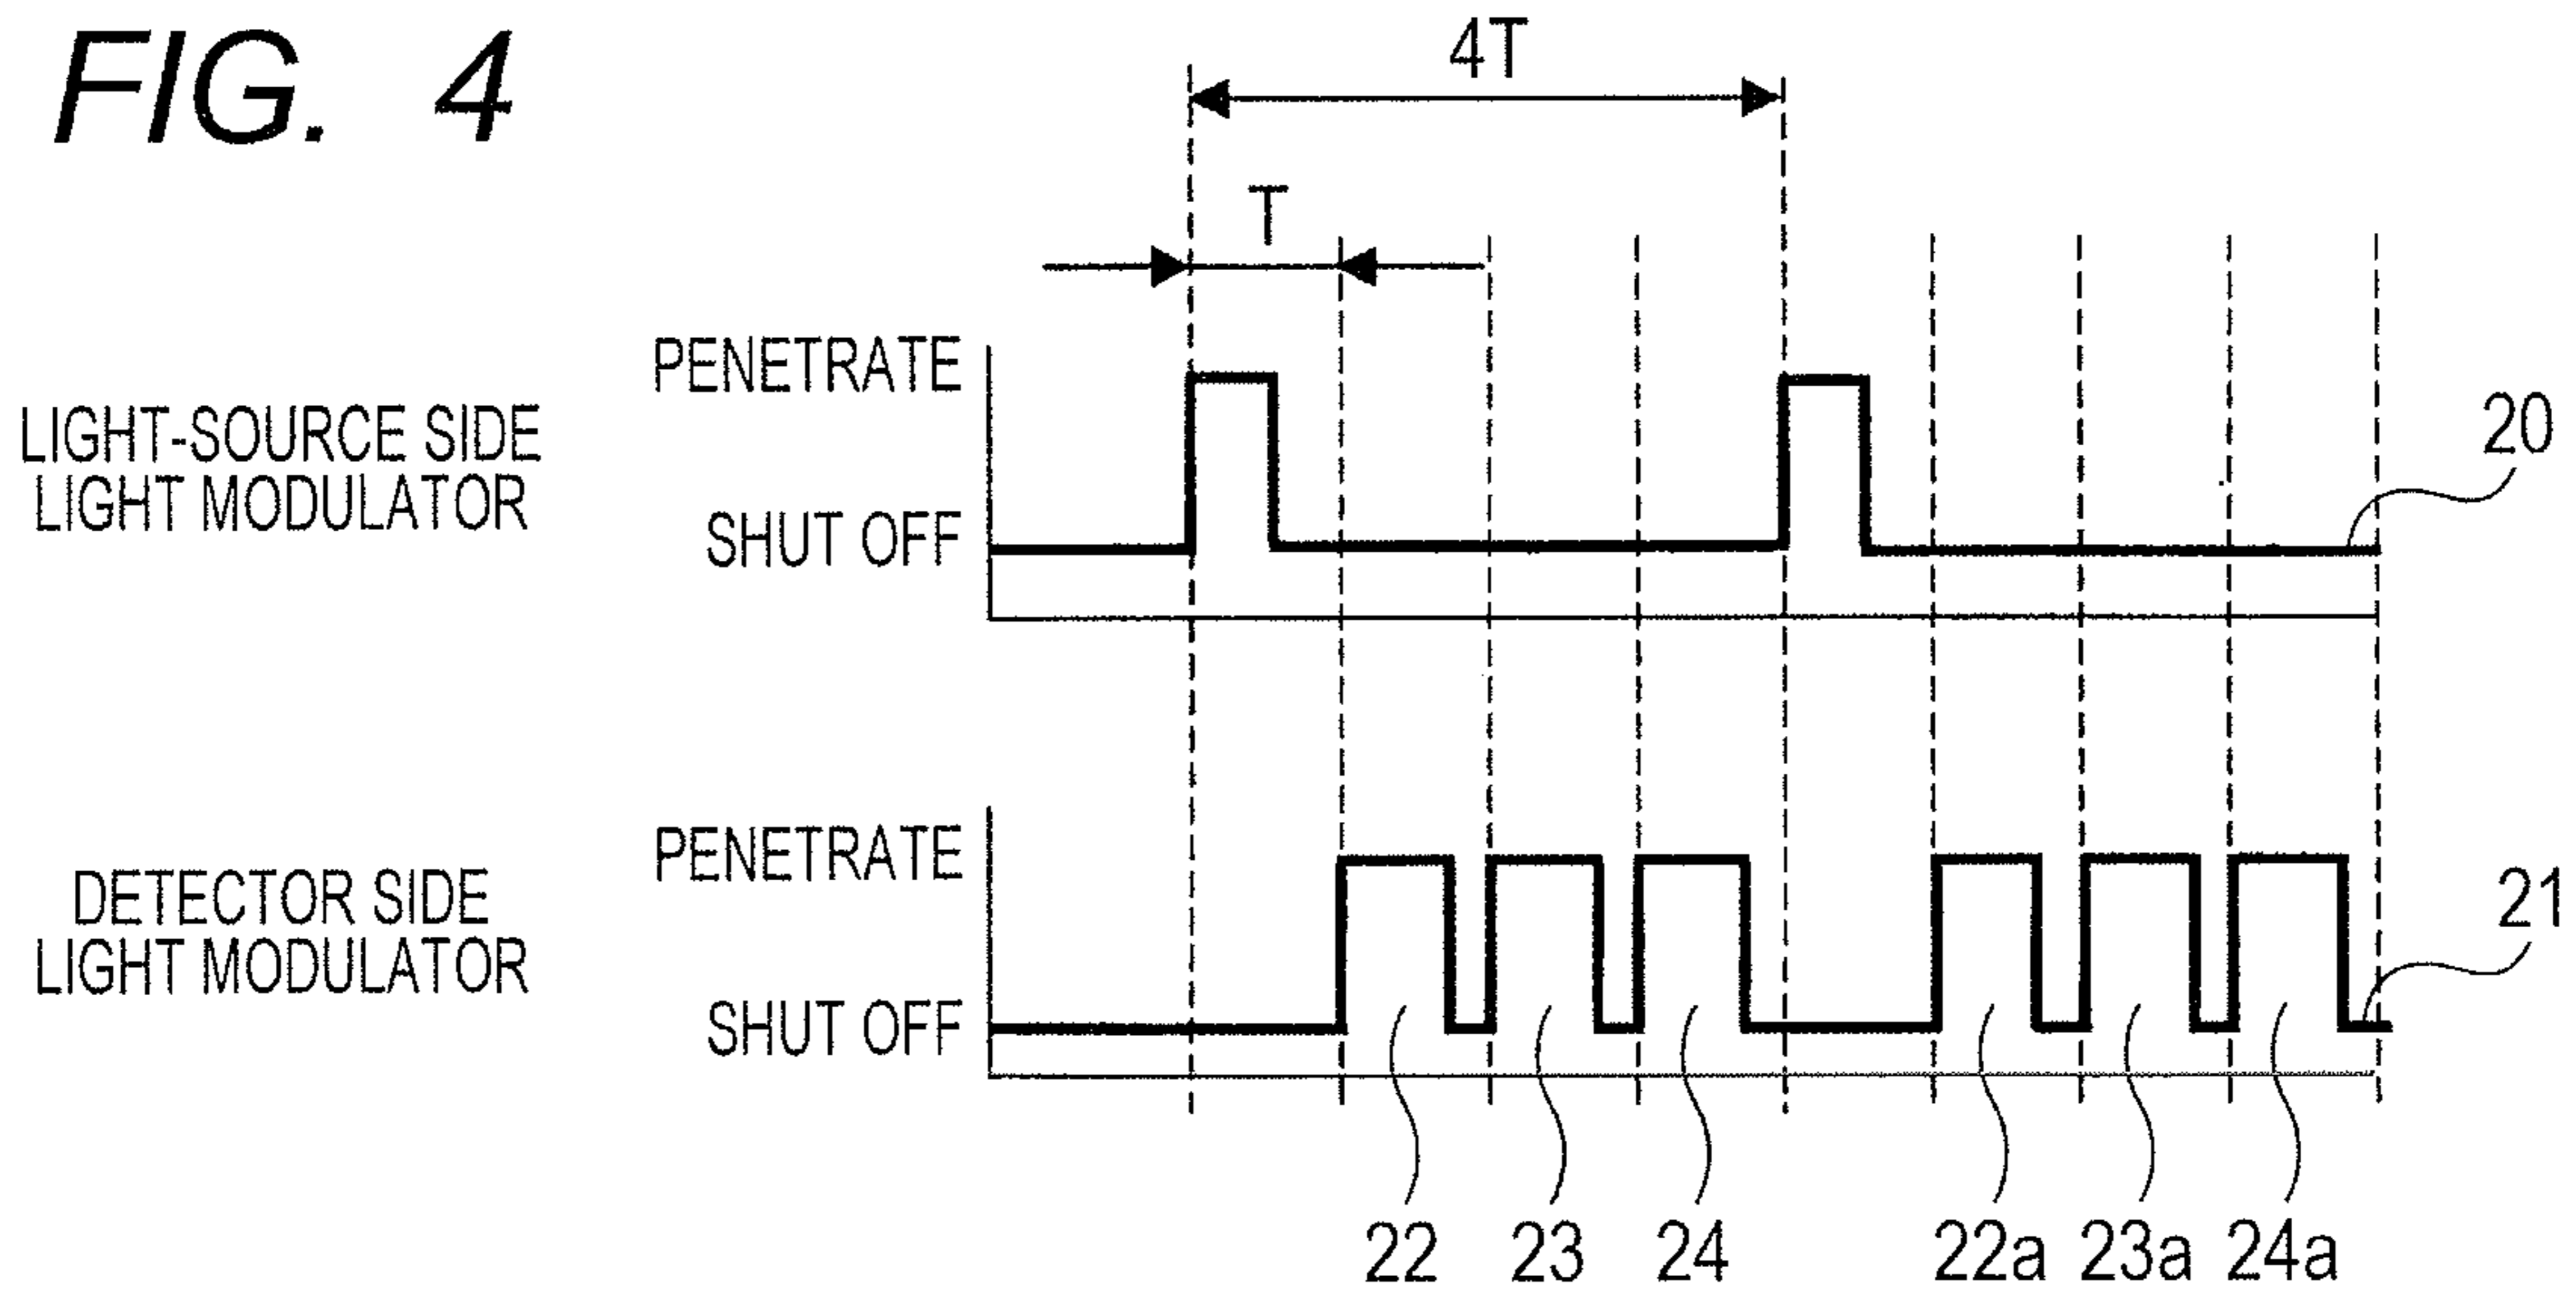 FIG. 4
4T
T
PENETRATE
LIGHT-SOURCE SIDE
LIGHT MODULATOR
SHUT OFF
20
PENETRATE
DETECTOR SIDE
LIGHT MODULATOR
SHUT OFF
21
22 23 24 22a 23a 24a